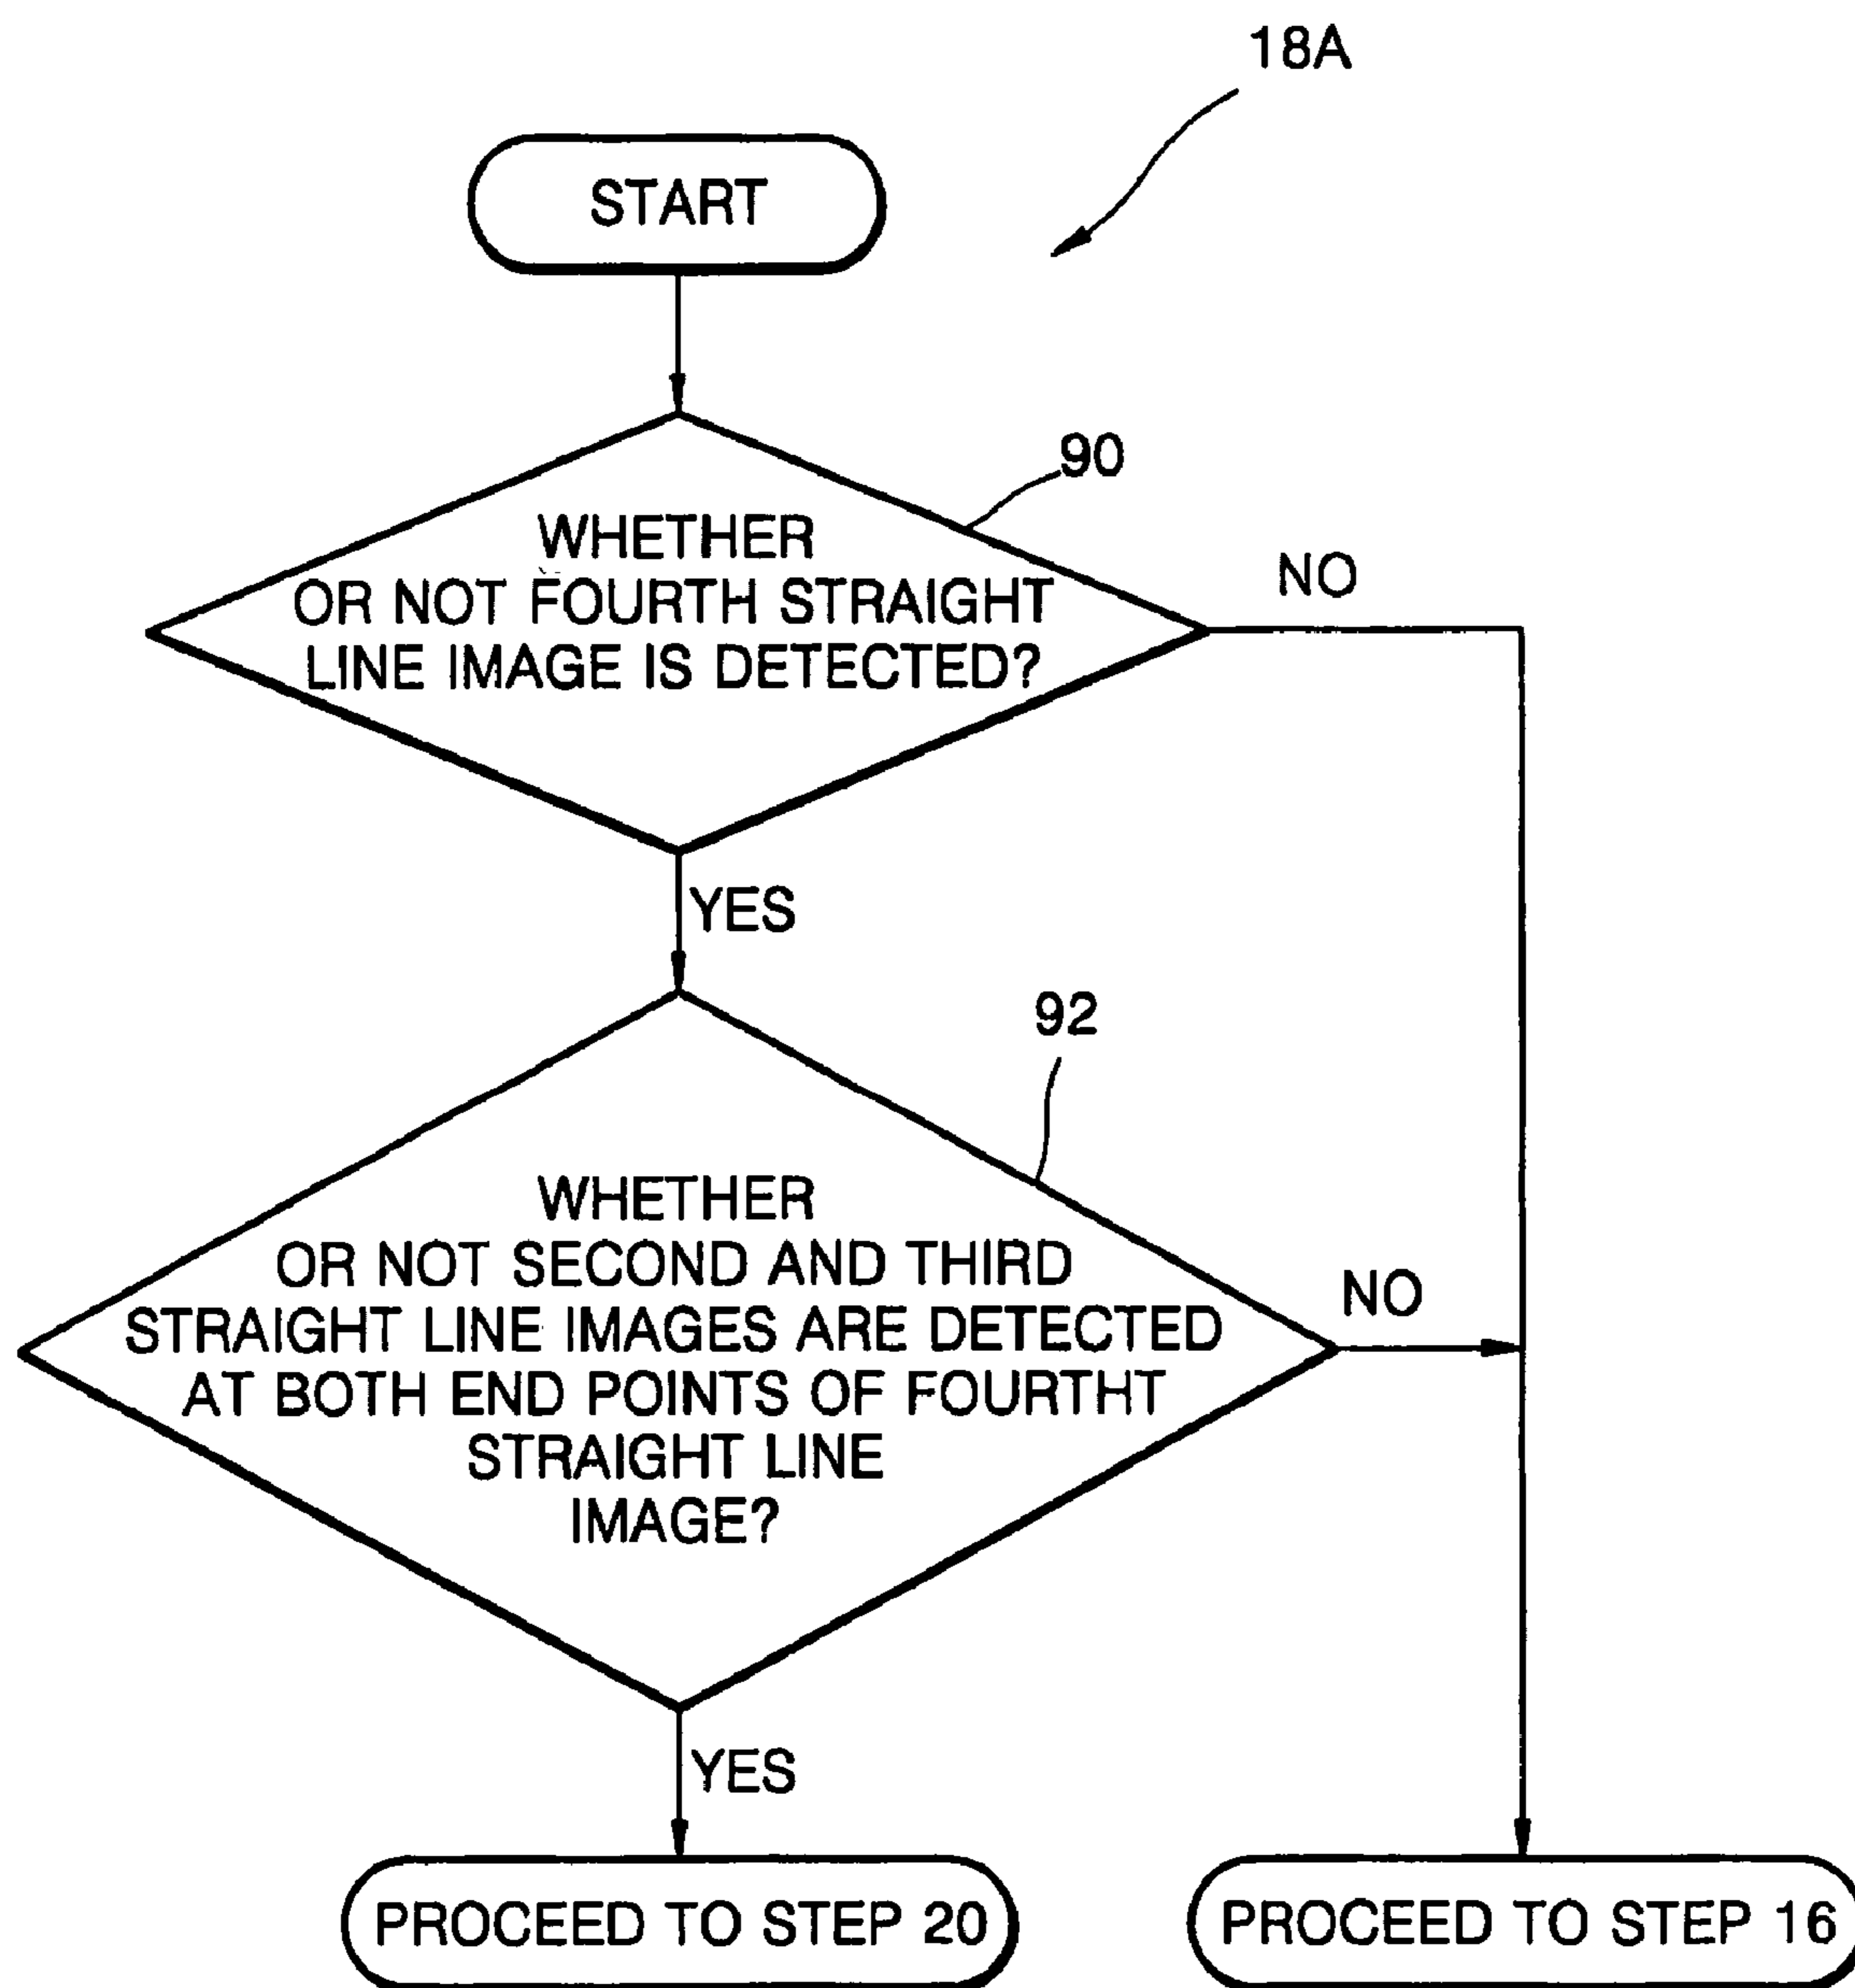 18A
START
90
WHETHER
OR NOT FOURTH STRAIGHT
LINE IMAGE IS DETECTED?
NO
YES
92
WHETHER
OR NOT SECOND AND THIRD
STRAIGHT LINE IMAGES ARE DETECTED
AT BOTH END POINTS OF FOURTHT
STRAIGHT LINE
IMAGE?
NO
YES
PROCEED TO STEP 20
PROCEED TO STEP 16